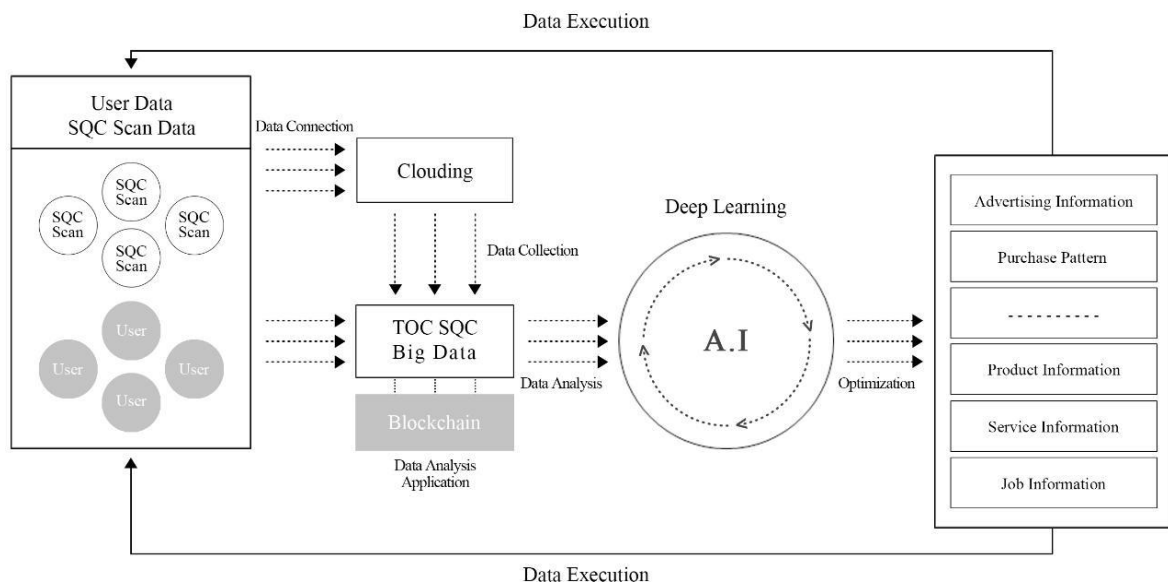 Data Execution
User Data
SQC Scan Data
Data Connection
Clouding
SQC
Scan
SQC
Scan
SQC
Scan
SQC
Scan
Data Collection
Deep Learning
Advertising Information
Purchase Pattern
- - - - - - - - - -
Product Information
Service Information
Job Information
User
User
User
User
TOC SQC
Big Data
Data Analysis
A.I
Optimization
Blockchain
Data Analysis
Application
Data Execution